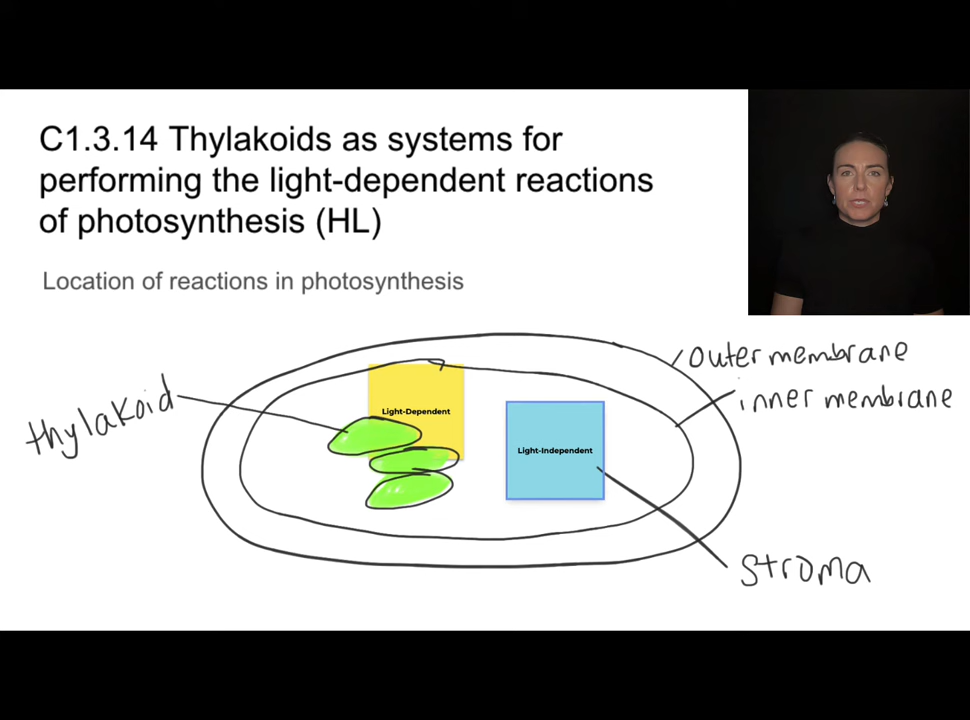 C1.3.14 Thylakoids as systems for
performing the light-dependent reactions
of photosynthesis (HL)
Location of reactions in photosynthesis
outer membrane
inner membrane
thylakoid
Light-Dependent
Light-Independent
stroma